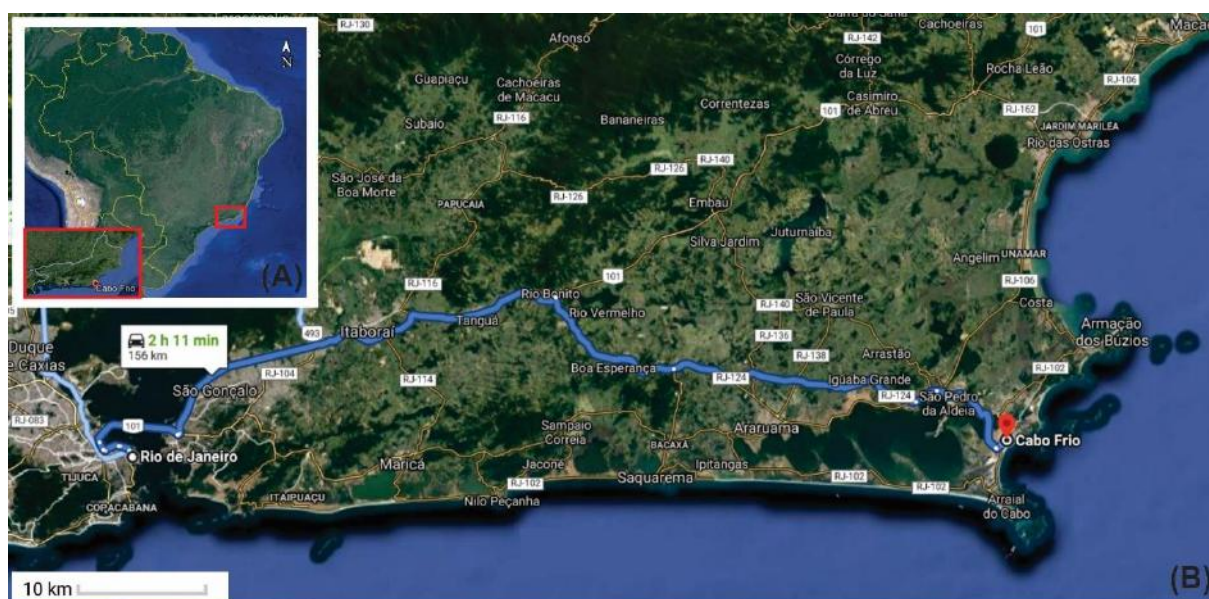 RJ-130
Afonso
Guapiaçu
Cachoeiras
de Macacu
Subaio
RJ-116
São José da
Boa Morte
RJ-126
PAPUCAIA
Correntezas
Bananeiras
101
RJ-142
Córrego
da Luz
Casimiro
de Abreu
Cachoeiras
101
Rocha Leão
RJ-106
RJ-162
JARDIM MARILEA
Rio das Ostras
RJ-140
RJ-126
Embaú
Silva Jardim
Juturnaíba
Angelim
UNAMAR
RJ-106
Costa
Armação
dos Búzios
N
(A)
Cabo Frio
RJ-116
101
Rio Bonito
Rio Vermelho
RJ-140
São Vicente
de Paula
RJ-136
RJ-138
Arrastão
RJ-102
493
Itaboraí
Tanguá
2 h 11 min
156 km
Duque
e Caxias
São Gonçalo
RJ-104
RJ-114
Boa Esperança
RJ-124
Iguaba Grande
RJ-124
São Pedro
da Aldeia
RJ-083
101
Rio de Janeiro
TIJUCA
COPACABANA
ITAIPUAÇU
Maricá
Sampaio
Correia
Jaconé
RJ-102
Nilo Peçanha
BACAXÁ
Saquarema
Ipitangas
Araruama
RJ-102
RJ-102
Cabo Frio
Arraial
do Cabo
10 km
(B)